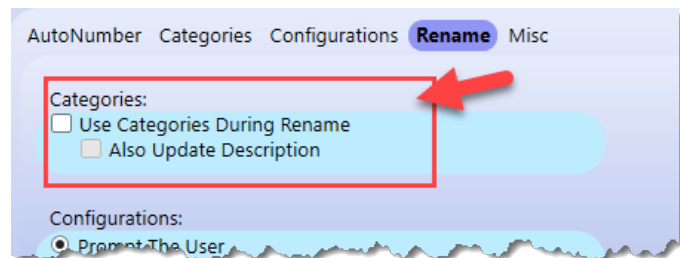 AutoNumber Categories Configurations Rename Misc
Categories:
Use Categories During Rename
Also Update Description
Configurations:
Prompt The User